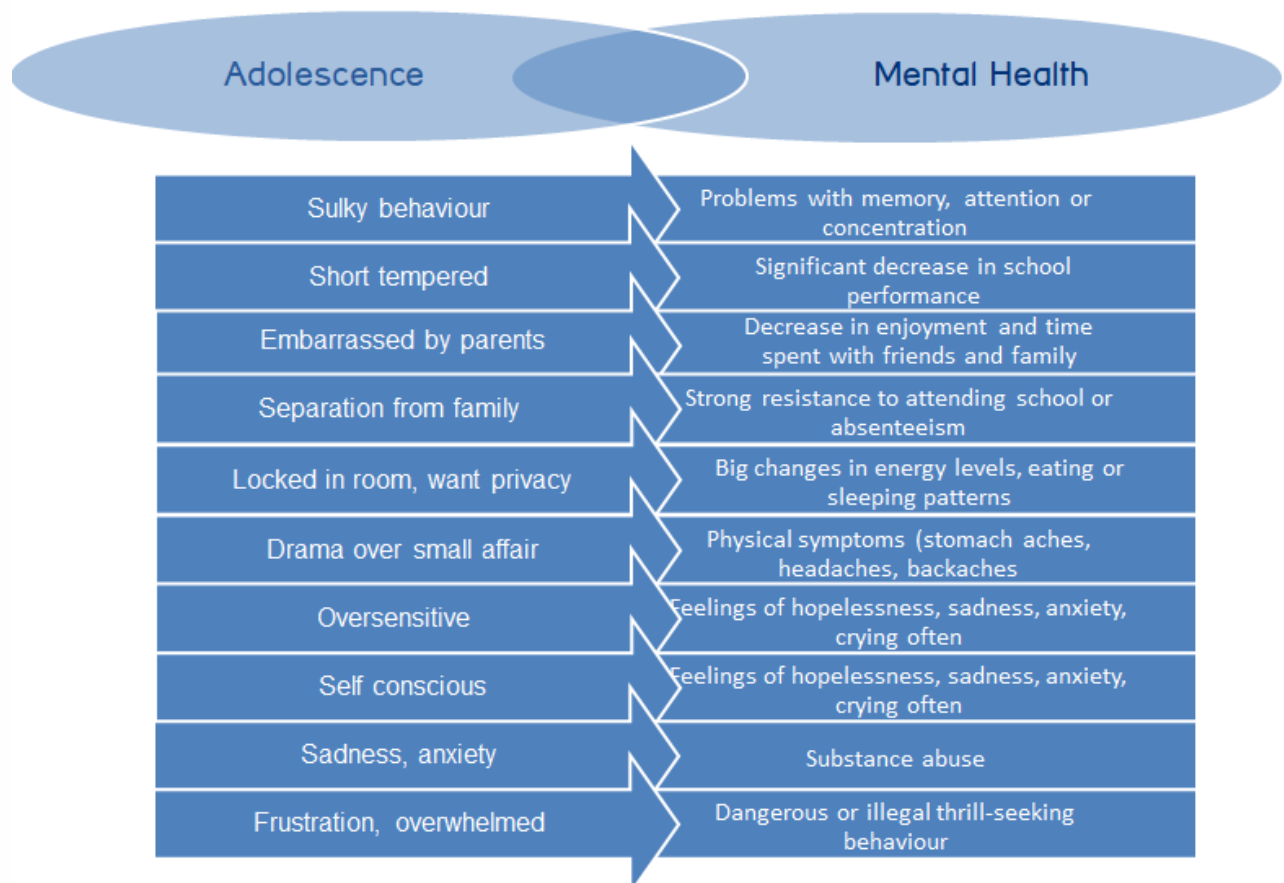 Adolescence
Mental Health
Sulky behaviour
Problems with memory, attention or
concentration
Short tempered
Significant decrease in school
performance
Embarrassed by parents
Decrease in enjoyment and time
spent with friends and family
Separation from family
Strong resistance to attending school or
absenteeism
Locked in room, want privacy
Big changes in energy levels, eating or
sleeping patterns
Drama over small affair
Physical symptoms (stomach aches,
headaches, backaches
Oversensitive
Feelings of hopelessness, sadness, anxiety,
crying often
Self conscious
Feelings of hopelessness, sadness, anxiety,
crying often
Sadness, anxiety
Substance abuse
Frustration, overwhelmed
Dangerous or illegal thrill-seeking
behaviour